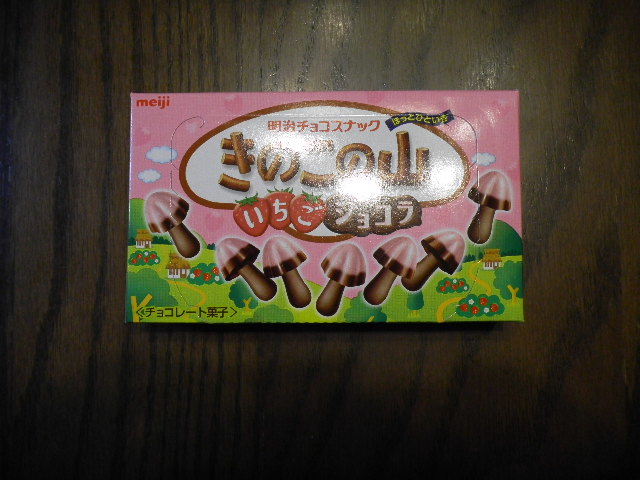 meiji
明治チョコスナック
ほっとひといき
きのこの山
いちごショコラ
≪チョコレート菓子≫